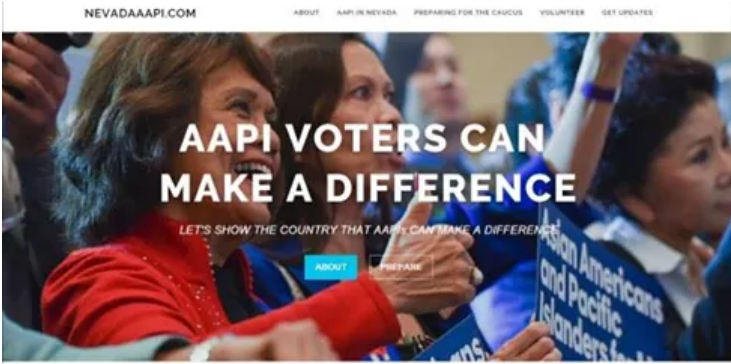 NEVADAAAPI.COM
ABOUT AAPI IN NEVADA PREPARING FOR THE CAUCUS VOLUNTEER GET UPDATES
AAPI VOTERS CAN
MAKE A DIFFERENCE
LET'S SHOW THE COUNTRY THAT AAPIs CAN MAKE A DIFFERENCE
ABOUT PREPARE
Asian Americans
and Pacific
Islanders for